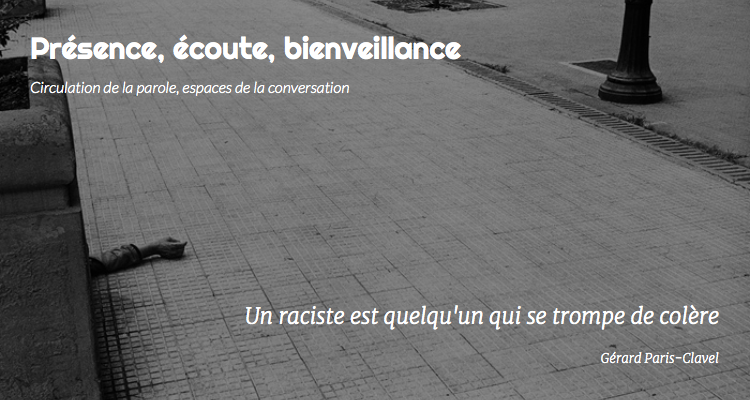 Présence, écoute, bienveillance
Circulation de la parole, espaces de la conversation
Un raciste est quelqu'un qui se trompe de colère
Gérard Paris-Clavel